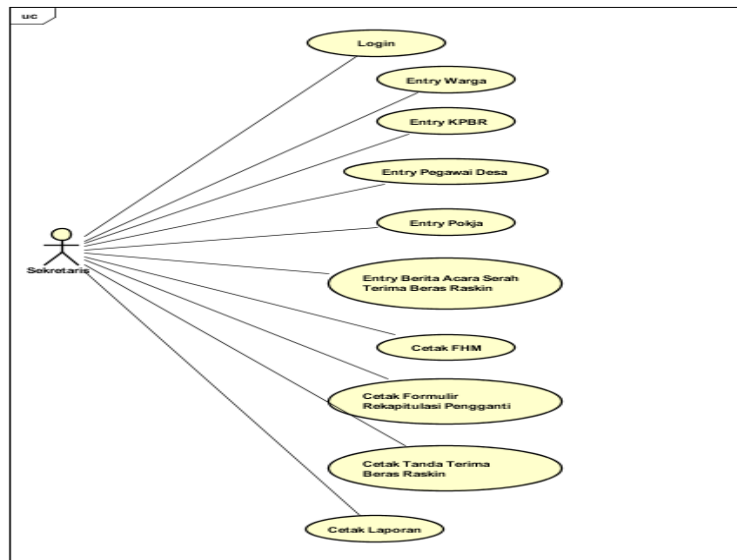 uc
Login
Entry Warga
Entry KPBR
Entry Pegawai Desa
Entry Pokja
Sekretaris
Entry Berita Acara Serah
Terima Beras Raskin
Cetak FHM
Cetak Formulir
Rekapitulasi Pengganti
Cetak Tanda Terima
Beras Raskin
Cetak Laporan